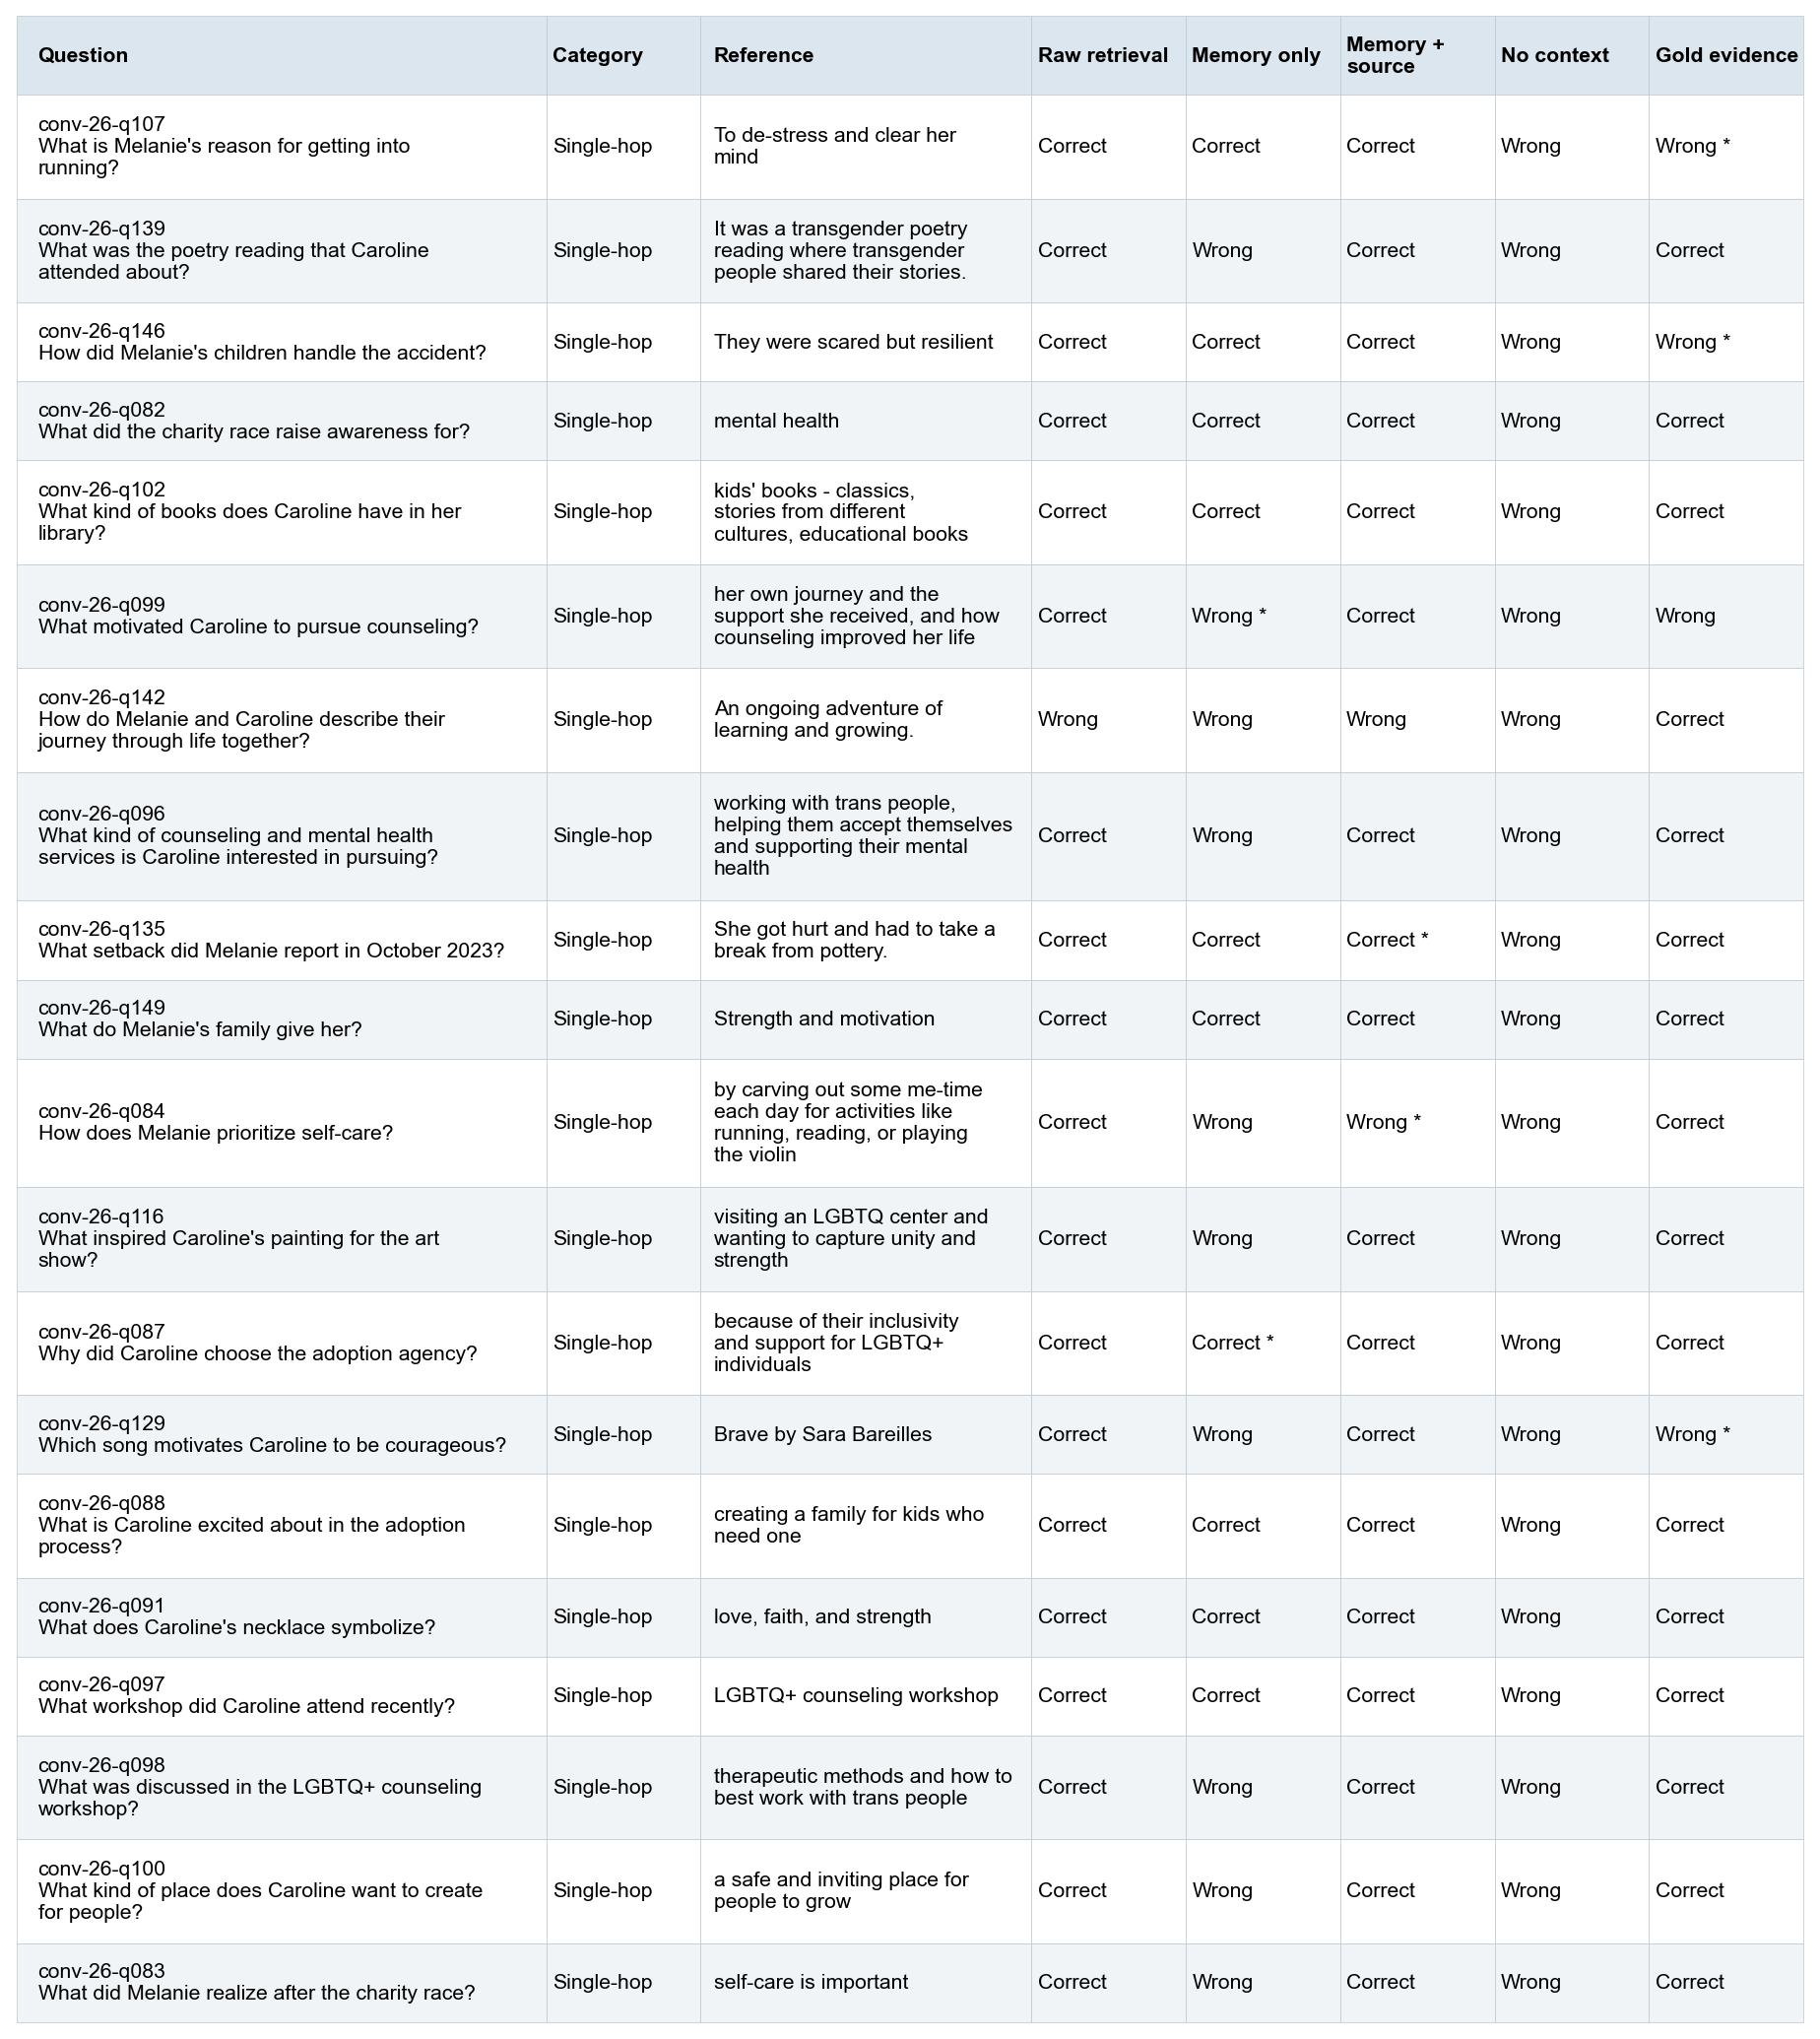 Question Category Reference Raw retrieval Memory only Memory + source No context Gold evidence
conv-26-q107
What is Melanie's reason for getting into
running?
Single-hop
To de-stress and clear her
mind
Correct Correct Correct Wrong Wrong *
conv-26-q139
What was the poetry reading that Caroline
attended about?
Single-hop
It was a transgender poetry
reading where transgender
people shared their stories.
Correct Wrong Correct Wrong Correct
conv-26-q146
How did Melanie's children handle the accident?
Single-hop
They were scared but resilient
Correct Correct Correct Wrong Wrong *
conv-26-q082
What did the charity race raise awareness for?
Single-hop
mental health
Correct Correct Correct Wrong Correct
conv-26-q102
What kind of books does Caroline have in her
library?
Single-hop
kids' books - classics,
stories from different
cultures, educational books
Correct Correct Correct Wrong Correct
conv-26-q099
What motivated Caroline to pursue counseling?
Single-hop
her own journey and the
support she received, and how
counseling improved her life
Correct Wrong * Correct Wrong Wrong
conv-26-q142
How do Melanie and Caroline describe their
journey through life together?
Single-hop
An ongoing adventure of
learning and growing.
Wrong Wrong Wrong Wrong Correct
conv-26-q096
What kind of counseling and mental health
services is Caroline interested in pursuing?
Single-hop
working with trans people,
helping them accept themselves
and supporting their mental
health
Correct Wrong Correct Wrong Correct
conv-26-q135
What setback did Melanie report in October 2023?
Single-hop
She got hurt and had to take a
break from pottery.
Correct Correct Correct * Wrong Correct
conv-26-q149
What do Melanie's family give her?
Single-hop
Strength and motivation
Correct Correct Correct Wrong Correct
conv-26-q084
How does Melanie prioritize self-care?
Single-hop
by carving out some me-time
each day for activities like
running, reading, or playing
the violin
Correct Wrong Wrong * Wrong Correct
conv-26-q116
What inspired Caroline's painting for the art
show?
Single-hop
visiting an LGBTQ center and
wanting to capture unity and
strength
Correct Wrong Correct Wrong Correct
conv-26-q087
Why did Caroline choose the adoption agency?
Single-hop
because of their inclusivity
and support for LGBTQ+
individuals
Correct Correct * Correct Wrong Correct
conv-26-q129
Which song motivates Caroline to be courageous?
Single-hop
Brave by Sara Bareilles
Correct Wrong Correct Wrong Wrong *
conv-26-q088
What is Caroline excited about in the adoption
process?
Single-hop
creating a family for kids who
need one
Correct Correct Correct Wrong Correct
conv-26-q091
What does Caroline's necklace symbolize?
Single-hop
love, faith, and strength
Correct Correct Correct Wrong Correct
conv-26-q097
What workshop did Caroline attend recently?
Single-hop
LGBTQ+ counseling workshop
Correct Correct Correct Wrong Correct
conv-26-q098
What was discussed in the LGBTQ+ counseling
workshop?
Single-hop
therapeutic methods and how to
best work with trans people
Correct Wrong Correct Wrong Correct
conv-26-q100
What kind of place does Caroline want to create
for people?
Single-hop
a safe and inviting place for
people to grow
Correct Wrong Correct Wrong Correct
conv-26-q083
What did Melanie realize after the charity race?
Single-hop
self-care is important
Correct Wrong Correct Wrong Correct